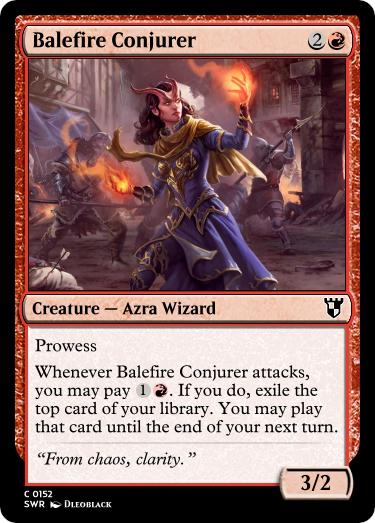 Balefire Conjurer 2
Creature — Azra Wizard
Prowess
Whenever Balefire Conjurer attacks,
you may pay 1 . If you do, exile the
top card of your library. You may play
that card until the end of your next turn.
“From chaos, clarity.”
3/2
C 0152
SWR DLEOBLACK